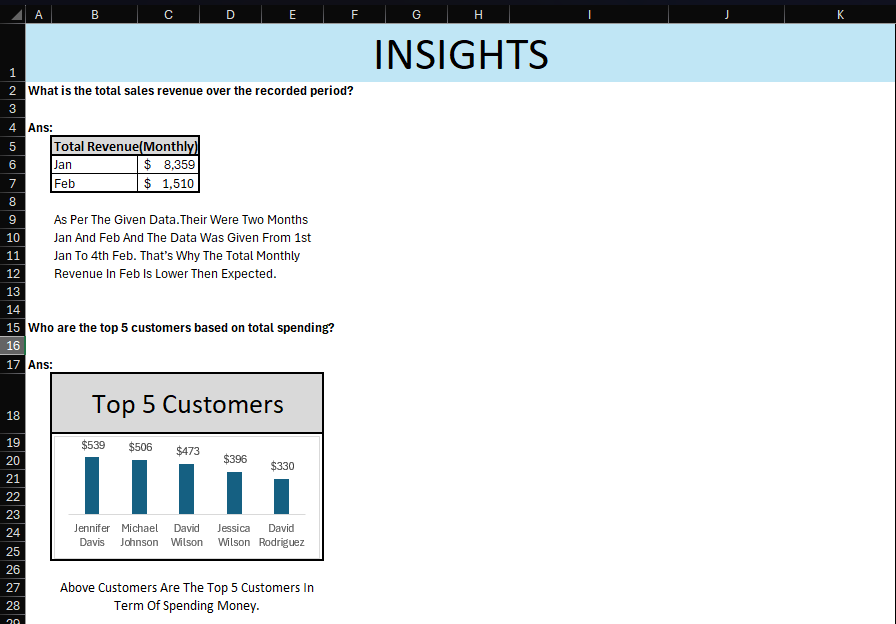 A B C D E F G H I J K
1 INSIGHTS
2 What is the total sales revenue over the recorded period?
3
4 Ans:
5 Total Revenue(Monthly)
6 Jan $ 8,359
7 Feb $ 1,510
8
9 As Per The Given Data.Their Were Two Months
10 Jan And Feb And The Data Was Given From 1st
11 Jan To 4th Feb. That's Why The Total Monthly
12 Revenue In Feb Is Lower Then Expected.
13
14
15 Who are the top 5 customers based on total spending?
16
17 Ans:
18 Top 5 Customers
19 $539 $506 $473 $396 $330
20
21
22
23
24 Jennifer Michael David Jessica David
25 Davis Johnson Wilson Wilson Rodriguez
26
27 Above Customers Are The Top 5 Customers In
28 Term Of Spending Money.
29